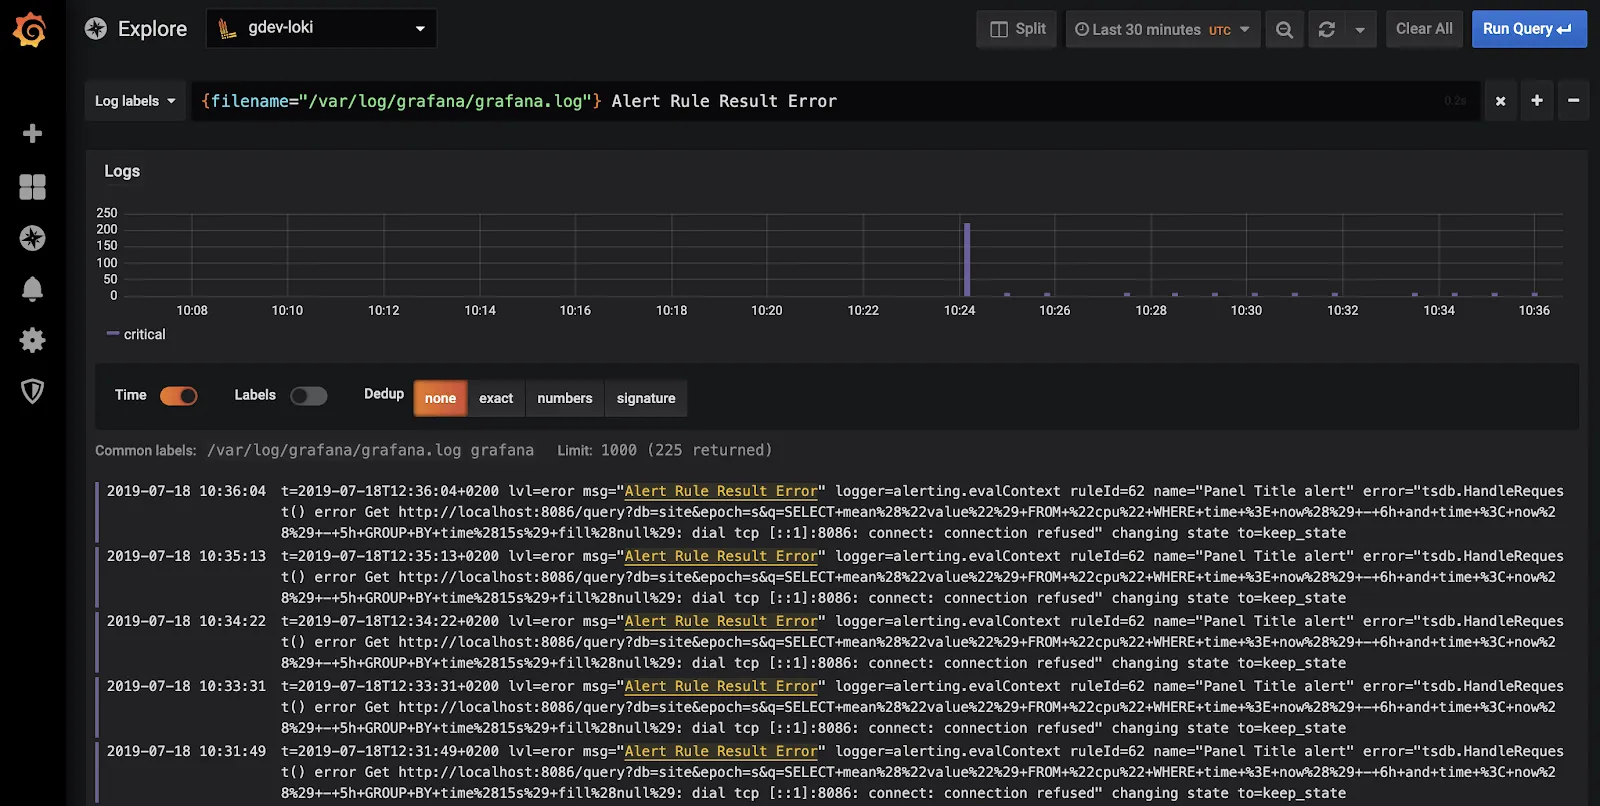 Explore
gdev-loki
Split
Last 30 minutes UTC
Clear All
Run Query
Log labels
{filename="/var/log/grafana/grafana.log"} Alert Rule Result Error
0.2s
Logs
250
200
150
100
50
0
10:08 10:10 10:12 10:14 10:16 10:18 10:20 10:22 10:24 10:26 10:28 10:30 10:32 10:34 10:36
critical
Time Labels Dedup none exact numbers signature
Common labels: /var/log/grafana/grafana.log grafana Limit: 1000 (225 returned)
2019-07-18 10:36:04 t=2019-07-18T12:36:04+0200 lvl=eror msg="Alert Rule Result Error" logger=alerting.evalContext ruleId=62 name="Panel Title alert" error="tsdb.HandleReques
t() error Get http://localhost:8086/query?db=site&epoch=s&q=SELECT+mean%28%22value%22%29+FROM+%22cpu%22+WHERE+time+%3E+now%28%29+-+6h+and+time+%3C+now%2
8%29+-+5h+GROUP+BY+time%2815s%29+fill%28null%29: dial tcp [::1]:8086: connect: connection refused" changing state to=keep_state
2019-07-18 10:35:13 t=2019-07-18T12:35:13+0200 lvl=eror msg="Alert Rule Result Error" logger=alerting.evalContext ruleId=62 name="Panel Title alert" error="tsdb.HandleReques
t() error Get http://localhost:8086/query?db=site&epoch=s&q=SELECT+mean%28%22value%22%29+FROM+%22cpu%22+WHERE+time+%3E+now%28%29+-+6h+and+time+%3C+now%2
8%29+-+5h+GROUP+BY+time%2815s%29+fill%28null%29: dial tcp [::1]:8086: connect: connection refused" changing state to=keep_state
2019-07-18 10:34:22 t=2019-07-18T12:34:22+0200 lvl=eror msg="Alert Rule Result Error" logger=alerting.evalContext ruleId=62 name="Panel Title alert" error="tsdb.HandleReques
t() error Get http://localhost:8086/query?db=site&epoch=s&q=SELECT+mean%28%22value%22%29+FROM+%22cpu%22+WHERE+time+%3E+now%28%29+-+6h+and+time+%3C+now%2
8%29+-+5h+GROUP+BY+time%2815s%29+fill%28null%29: dial tcp [::1]:8086: connect: connection refused" changing state to=keep_state
2019-07-18 10:33:31 t=2019-07-18T12:33:31+0200 lvl=eror msg="Alert Rule Result Error" logger=alerting.evalContext ruleId=62 name="Panel Title alert" error="tsdb.HandleReques
t() error Get http://localhost:8086/query?db=site&epoch=s&q=SELECT+mean%28%22value%22%29+FROM+%22cpu%22+WHERE+time+%3E+now%28%29+-+6h+and+time+%3C+now%2
8%29+-+5h+GROUP+BY+time%2815s%29+fill%28null%29: dial tcp [::1]:8086: connect: connection refused" changing state to=keep_state
2019-07-18 10:31:49 t=2019-07-18T12:31:49+0200 lvl=eror msg="Alert Rule Result Error" logger=alerting.evalContext ruleId=62 name="Panel Title alert" error="tsdb.HandleReques
t() error Get http://localhost:8086/query?db=site&epoch=s&q=SELECT+mean%28%22value%22%29+FROM+%22cpu%22+WHERE+time+%3E+now%28%29+-+6h+and+time+%3C+now%2
8%29+-+5h+GROUP+BY+time%2815s%29+fill%28null%29: dial tcp [::1]:8086: connect: connection refused" changing state to=keep_state